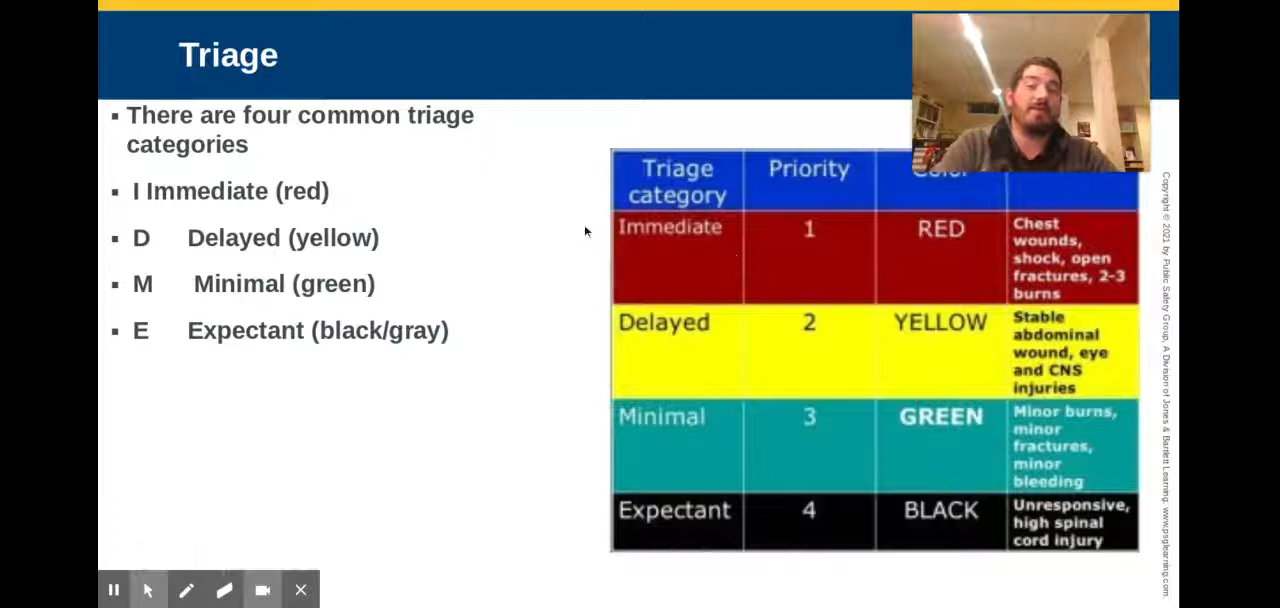 Triage
There are four common triage
categories
I Immediate (red)
D Delayed (yellow)
M Minimal (green)
E Expectant (black/gray)
Triage
category
Priority
Color
Immediate
1
RED
Chest
wounds,
shock, open
fractures, 2-3
burns
Delayed
2
YELLOW
Stable
abdominal
wound, eye
and CNS
injuries
Minimal
3
GREEN
Minor burns,
minor
fractures,
minor
bleeding
Expectant
4
BLACK
Unresponsive,
high spinal
cord injury
Copyright © 2021 by Public Safety Group, A Division of Jones & Bartlett Learning. www.psglearning.com.